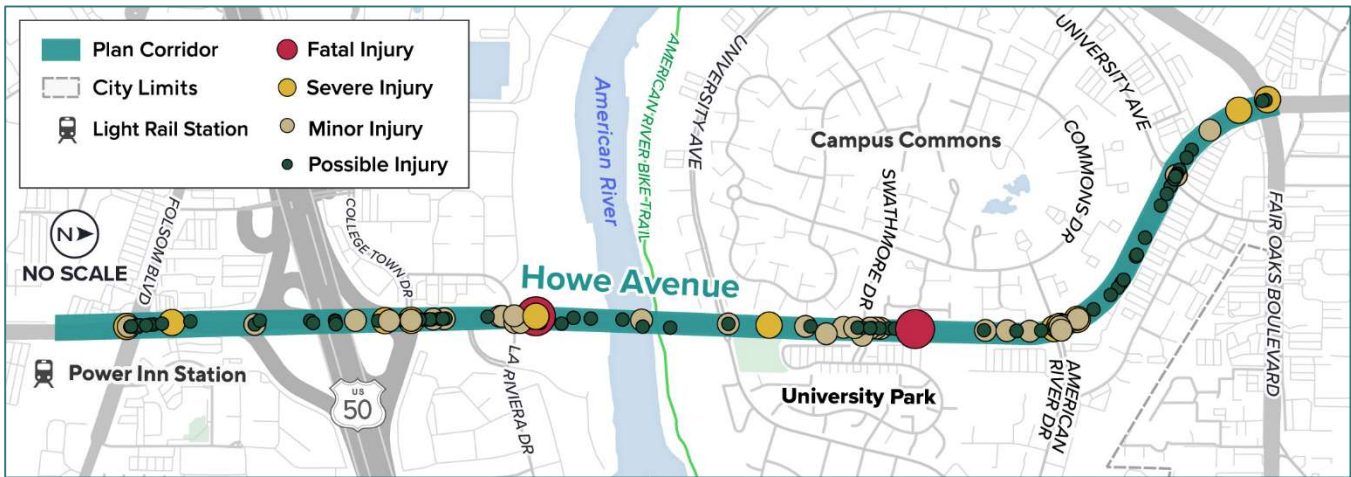 Plan Corridor
City Limits
Light Rail Station
Fatal Injury
Severe Injury
Minor Injury
Possible Injury
N
NO SCALE
FOLSOM BLVD
Power Inn Station
US
50
COLLEGE TOWN DR
LA RIVIERA DR
Howe Avenue
American River
AMERICAN RIVER BIKE TRAIL
UNIVERSITY AVE
Campus Commons
SWATHMORE DR
University Park
COMMONS DR
UNIVERSITY AVE
AMERICAN
RIVER DR
FAIR OAKS BOULEVARD